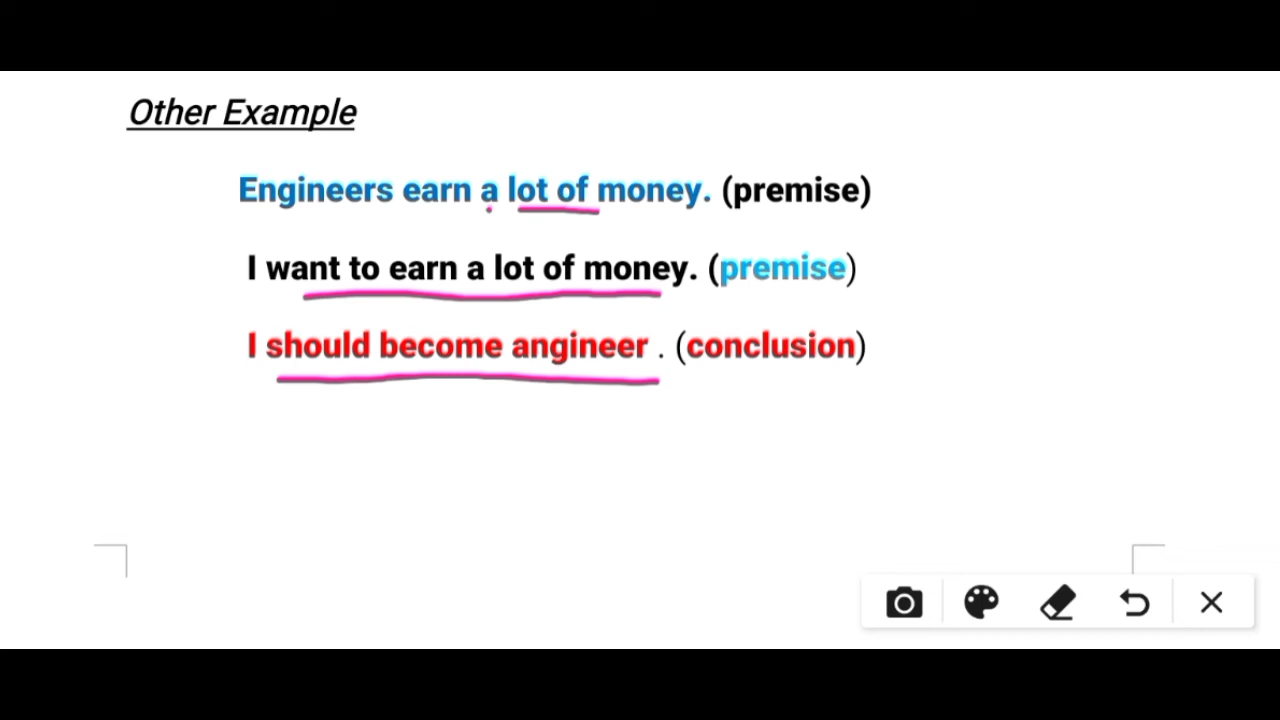 Other Example
Engineers earn a lot of money. (premise)
I want to earn a lot of money. (premise)
I should become angineer . (conclusion)